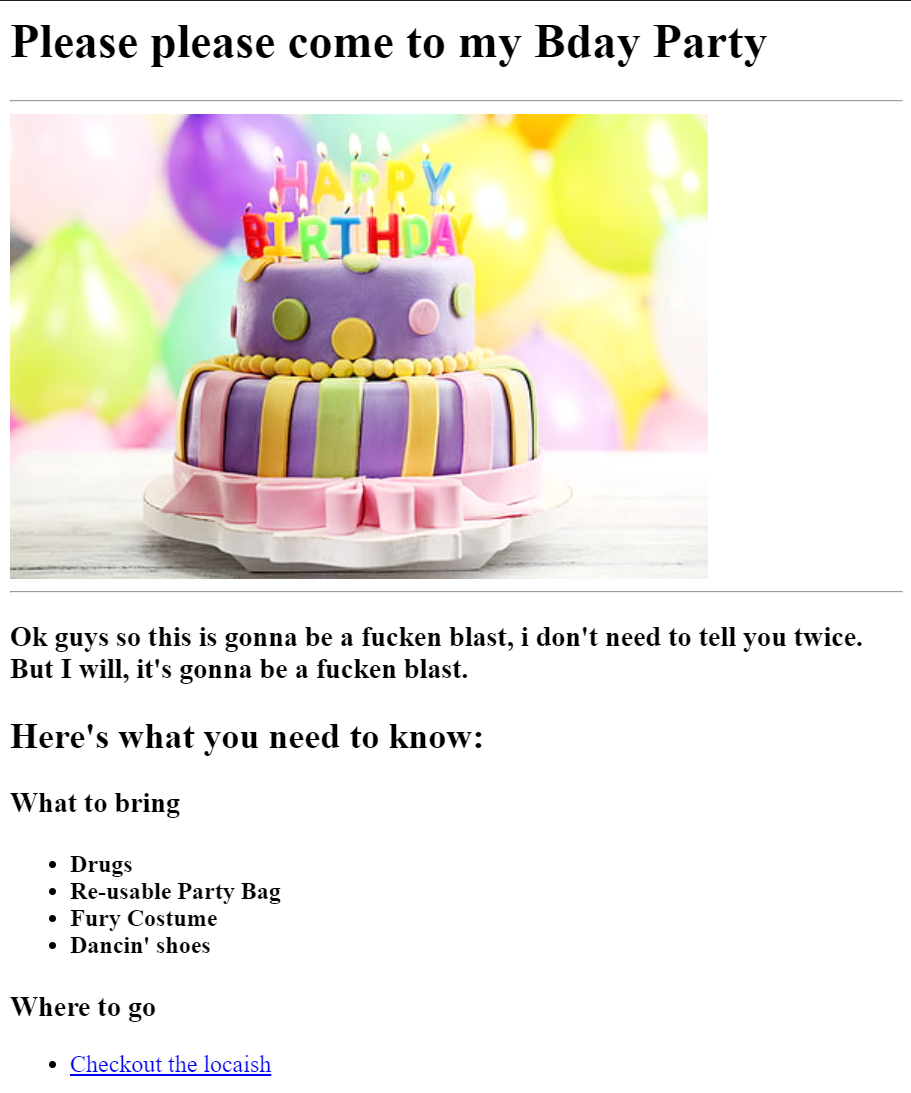 Please please come to my Bday Party
HAPPY
BIRTHDAY
Ok guys so this is gonna be a fucken blast, i don't need to tell you twice.
But I will, it's gonna be a fucken blast.
Here's what you need to know:
What to bring
Drugs
Re-usable Party Bag
Fury Costume
Dancin' shoes
Where to go
Checkout the locaish